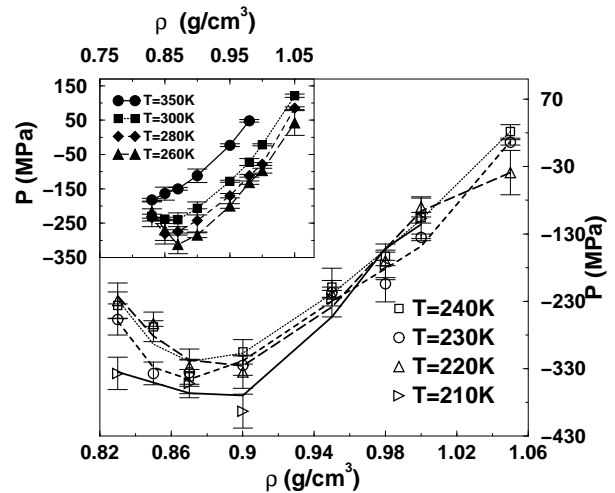 ρ (g/cm³)
0.75 0.85 0.95 1.05
150
50
−50
−150
−250
−350
P (MPa)
T=350K
T=300K
T=280K
T=260K
70
−30
−130
−230
−330
−430
P (MPa)
T=240K
T=230K
T=220K
T=210K
0.82 0.86 0.9 0.94 0.98 1.02 1.06
ρ (g/cm³)